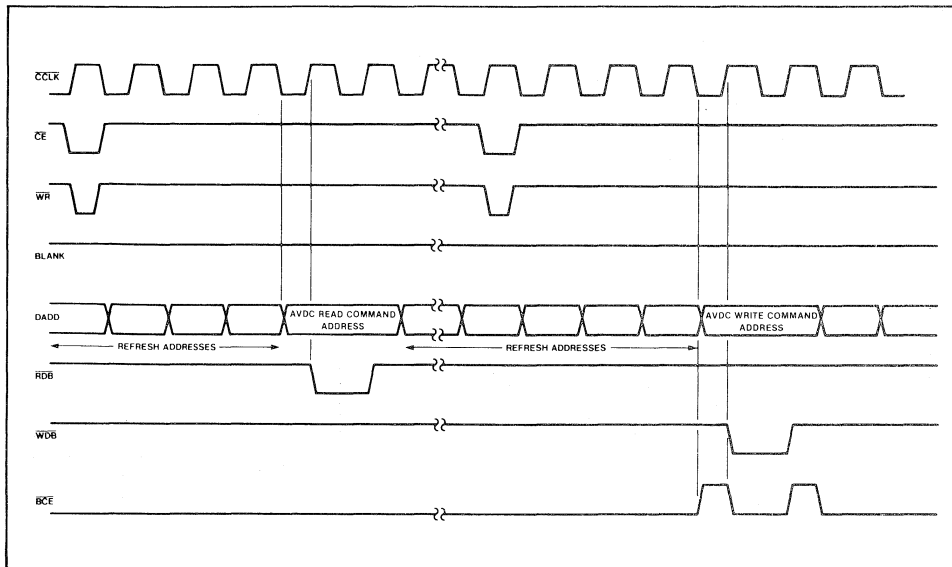 CCLK
CE
WR
BLANK
DADD
AVDC READ COMMAND
ADDRESS
AVDC WRITE COMMAND
ADDRESS
REFRESH ADDRESSES
REFRESH ADDRESSES
RDB
WDB
BCE